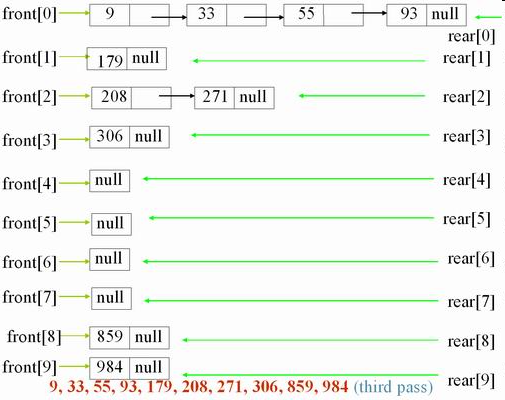 front[0] 9 33 55 93 null
rear[0]
front[1] 179 null rear[1]
front[2] 208 271 null rear[2]
front[3] 306 null rear[3]
front[4] null rear[4]
front[5] null rear[5]
front[6] null rear[6]
front[7] null rear[7]
front[8] 859 null rear[8]
front[9] 984 null rear[9]
9, 33, 55, 93, 179, 208, 271, 306, 859, 984 (third pass)